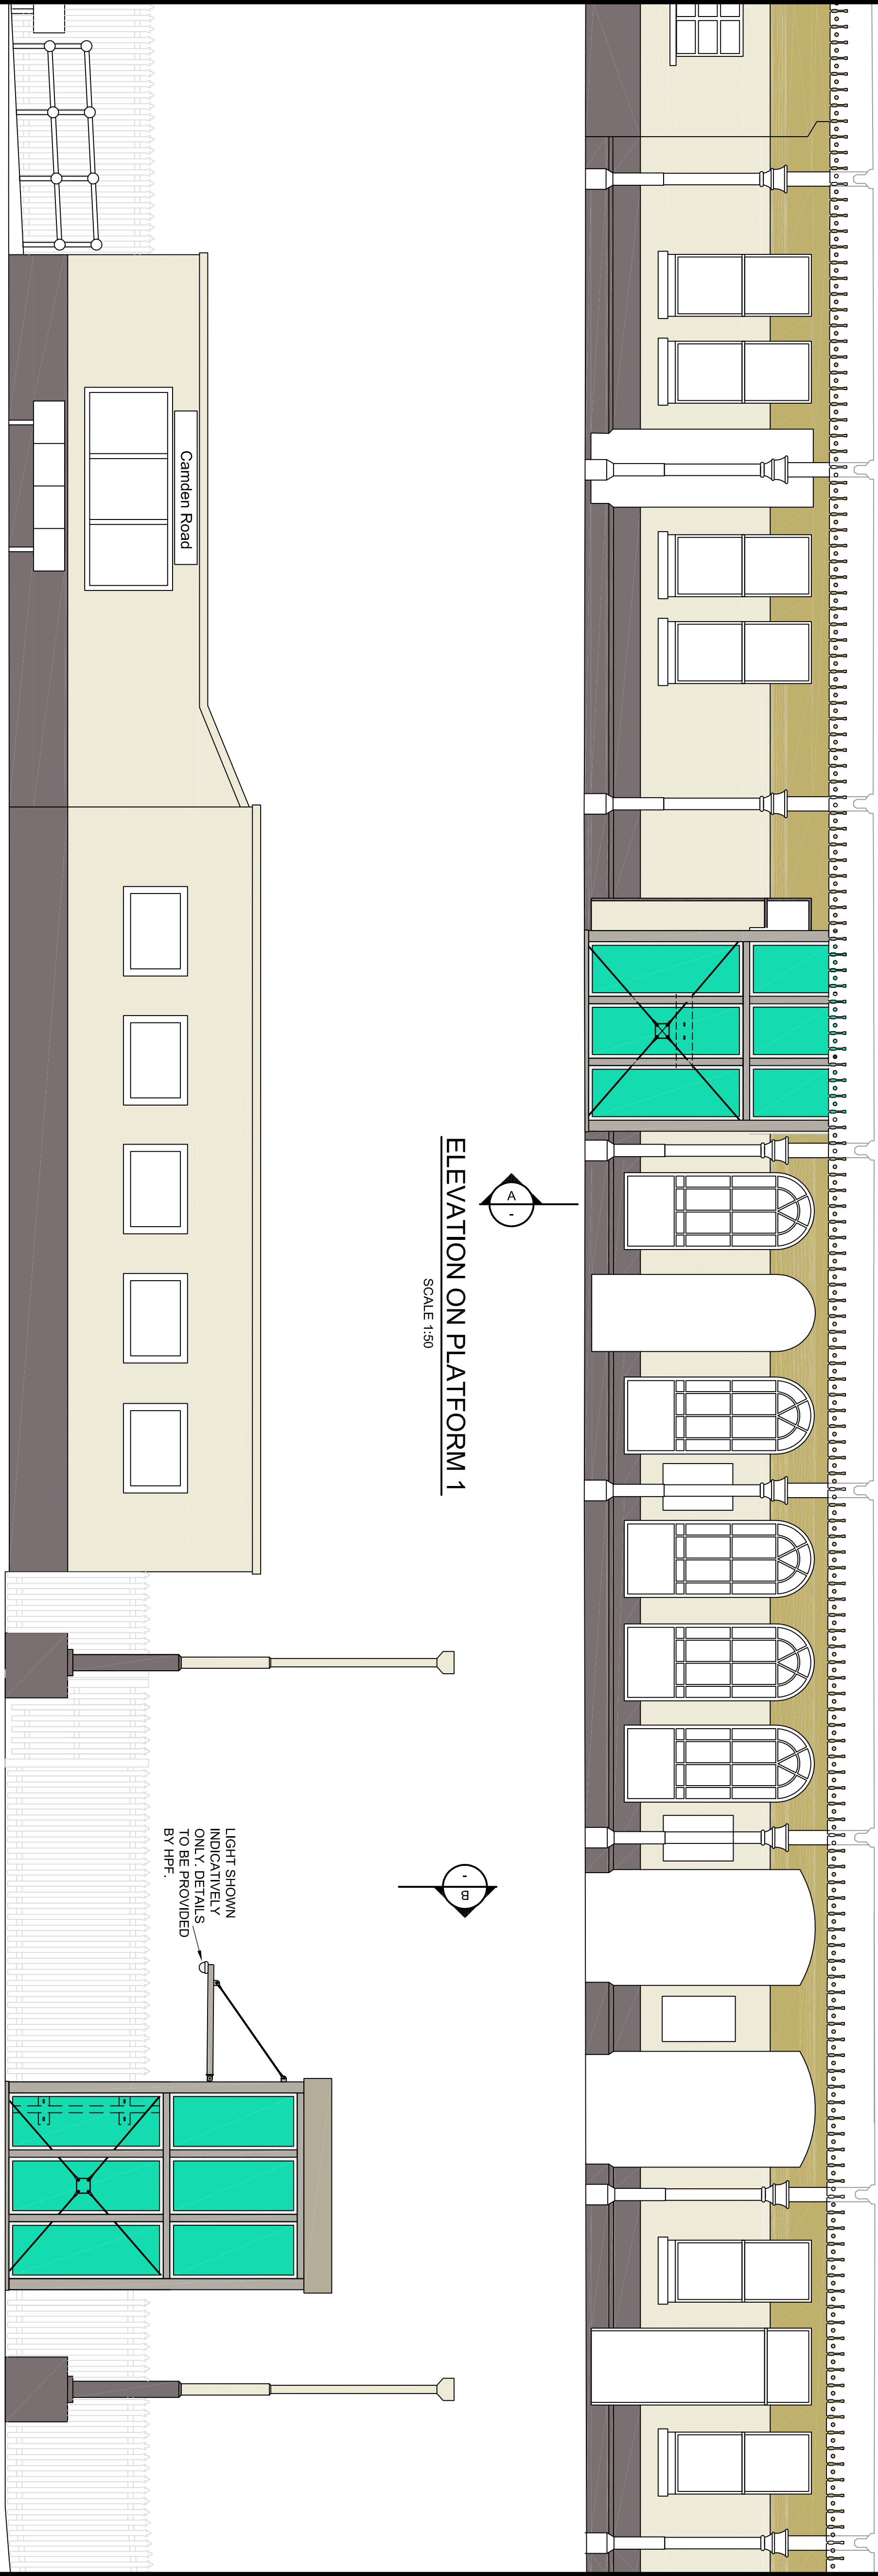 ELEVATION ON PLATFORM 1
SCALE 1:50
A
-
-
B
Camden Road
LIGHT SHOWN
INDICATIVELY
ONLY. DETAILS
TO BE PROVIDED
BY HPF.